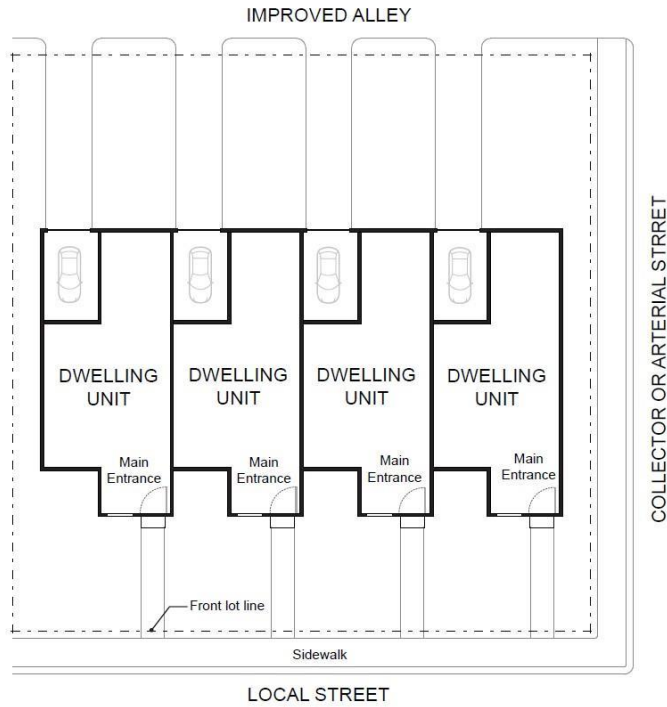 IMPROVED ALLEY
DWELLING
UNIT
DWELLING
UNIT
DWELLING
UNIT
DWELLING
UNIT
COLLECTOR OR ARTERIAL STRRET
Main
Entrance
Main
Entrance
Main
Entrance
Main
Entrance
Front lot line
Sidewalk
LOCAL STREET